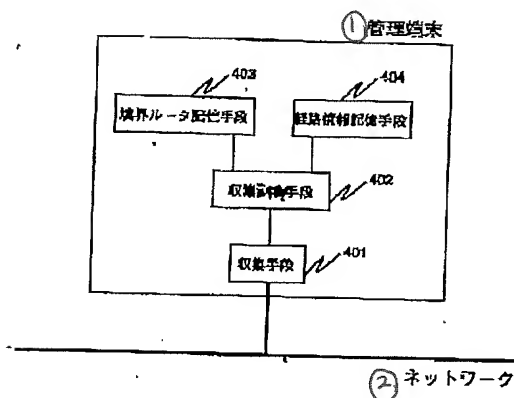 ① 管理端末
403
404
境界ルータ記憶手段
経路情報記憶手段
402
収集制御手段
401
収集手段
② ネットワーク